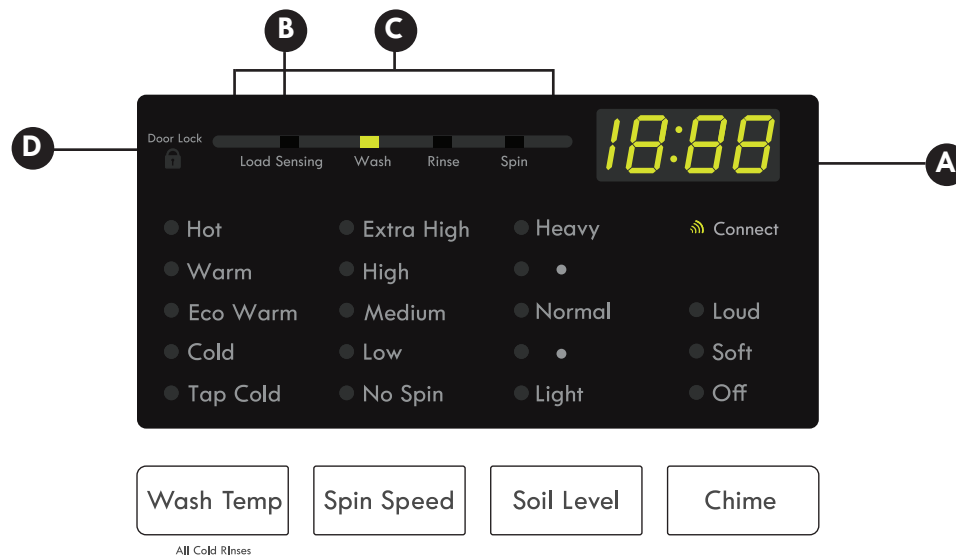 B C
D A
Door Lock
18:88
Load Sensing Wash Rinse Spin
Hot Extra High Heavy Connect
Warm High
Eco Warm Medium Normal Loud
Cold Low Soft
Tap Cold No Spin Light Off
Wash Temp Spin Speed Soil Level Chime
All Cold RInses